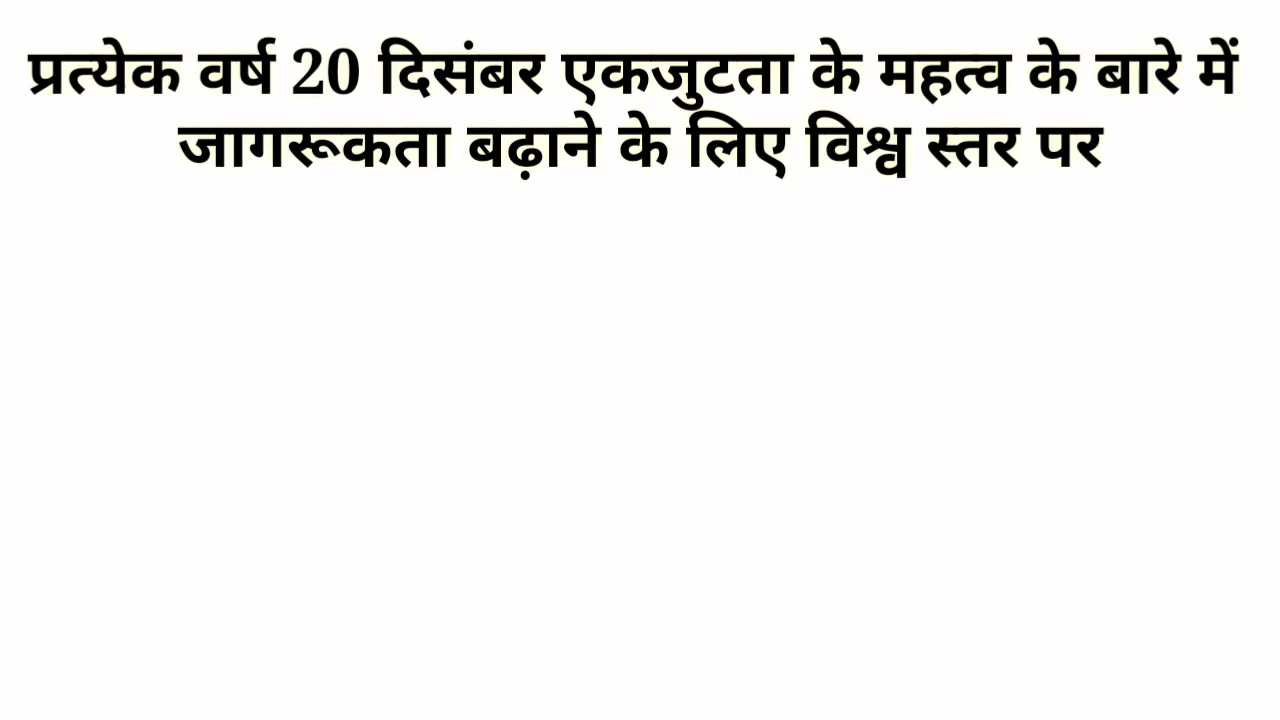 प्रत्येक वर्ष 20 दिसंबर एकजुटता के महत्व के बारे में
जागरूकता बढ़ाने के लिए विश्व स्तर पर